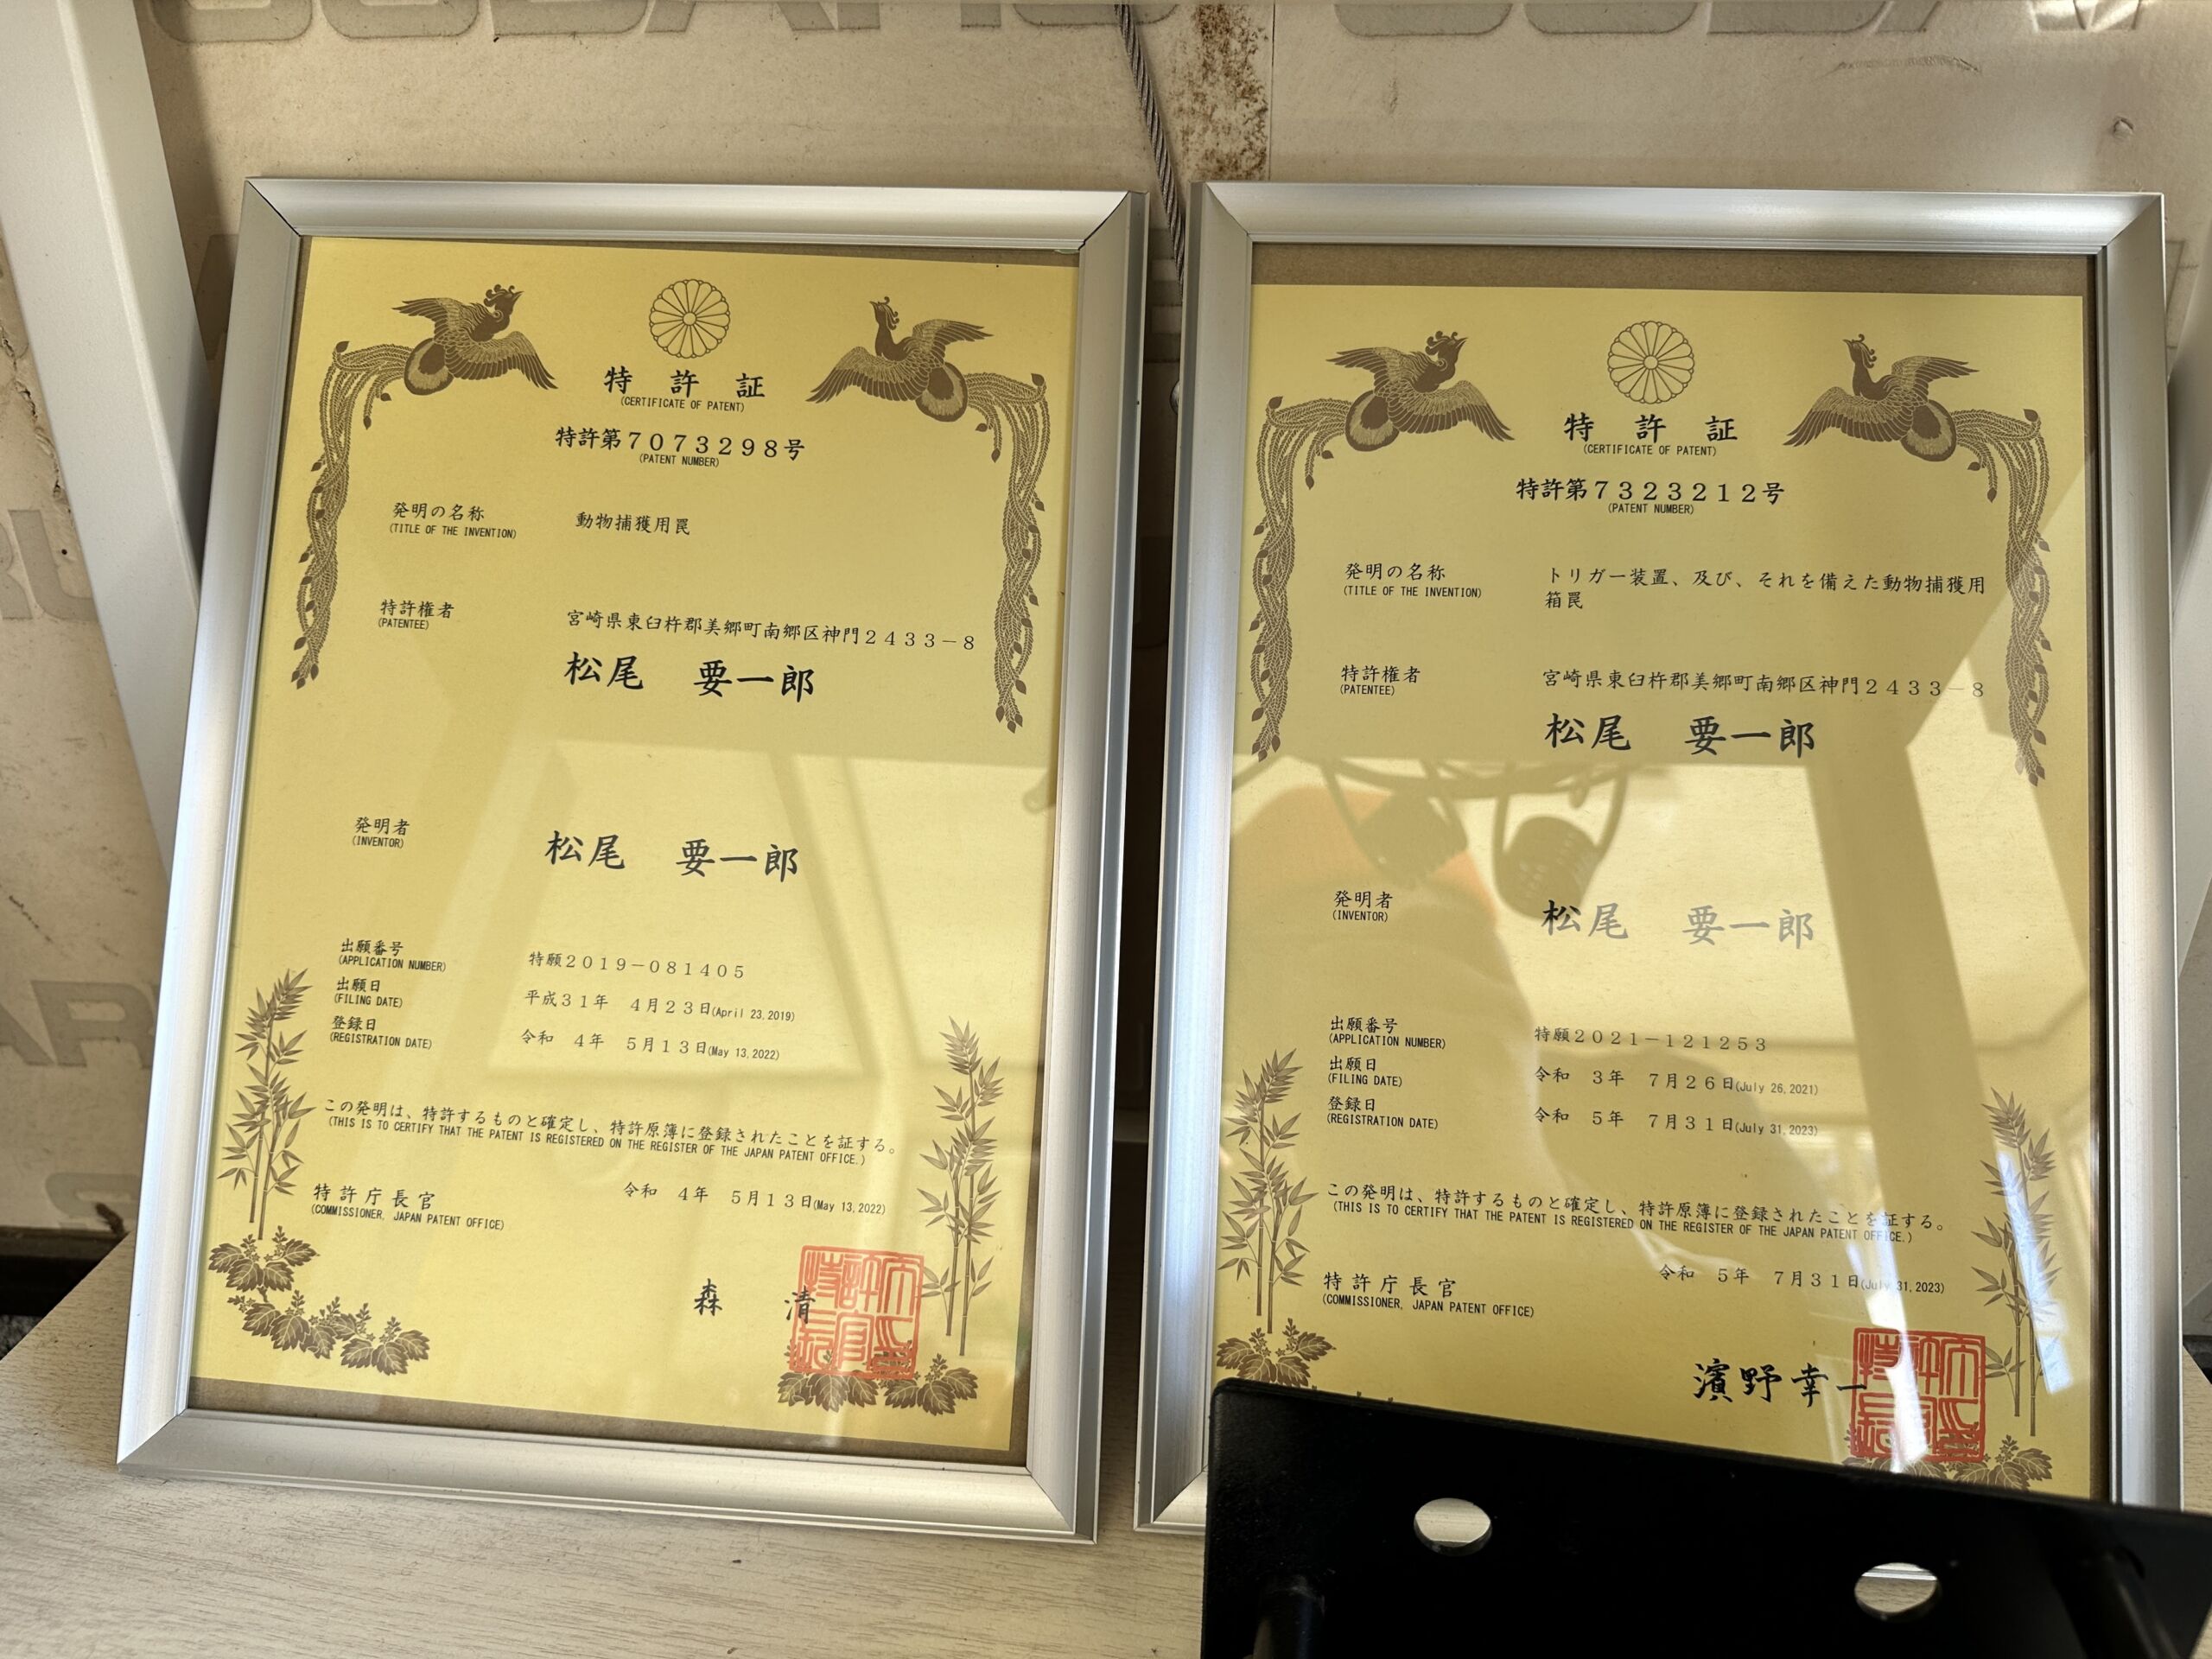 特許証
(CERTIFICATE OF PATENT)
特許第7073298号
(PATENT NUMBER)
発明の名称
(TITLE OF THE INVENTION)
動物捕獲用罠
特許権者
(PATENTEE)
宮崎県東臼杵郡美郷町南郷区神門2433-8
松尾 要一郎
発明者
(INVENTOR)
松尾 要一郎
出願番号
(APPLICATION NUMBER)
特願2019-081405
出願日
(FILING DATE)
平成31年 4月23日(April 23,2019)
登録日
(REGISTRATION DATE)
令和 4年 5月13日(May 13,2022)
この発明は、特許するものと確定し、特許原簿に登録されたことを証する。
(THIS IS TO CERTIFY THAT THE PATENT IS REGISTERED ON THE REGISTER OF THE JAPAN PATENT OFFICE.)
令和 4年 5月13日(May 13,2022)
特許庁長官
(COMMISSIONER, JAPAN PATENT OFFICE)
森 清
特許証
(CERTIFICATE OF PATENT)
特許第7323212号
(PATENT NUMBER)
発明の名称
(TITLE OF THE INVENTION)
トリガー装置、及び、それを備えた動物捕獲用
箱罠
特許権者
(PATENTEE)
宮崎県東臼杵郡美郷町南郷区神門2433-8
松尾 要一郎
発明者
(INVENTOR)
松尾 要一郎
出願番号
(APPLICATION NUMBER)
特願2021-121253
出願日
(FILING DATE)
令和 3年 7月26日(July 26,2021)
登録日
(REGISTRATION DATE)
令和 5年 7月31日(July 31,2023)
この発明は、特許するものと確定し、特許原簿に登録されたことを証する。
(THIS IS TO CERTIFY THAT THE PATENT IS REGISTERED ON THE REGISTER OF THE JAPAN PATENT OFFICE.)
令和 5年 7月31日(July 31,2023)
特許庁長官
(COMMISSIONER, JAPAN PATENT OFFICE)
濱野幸一